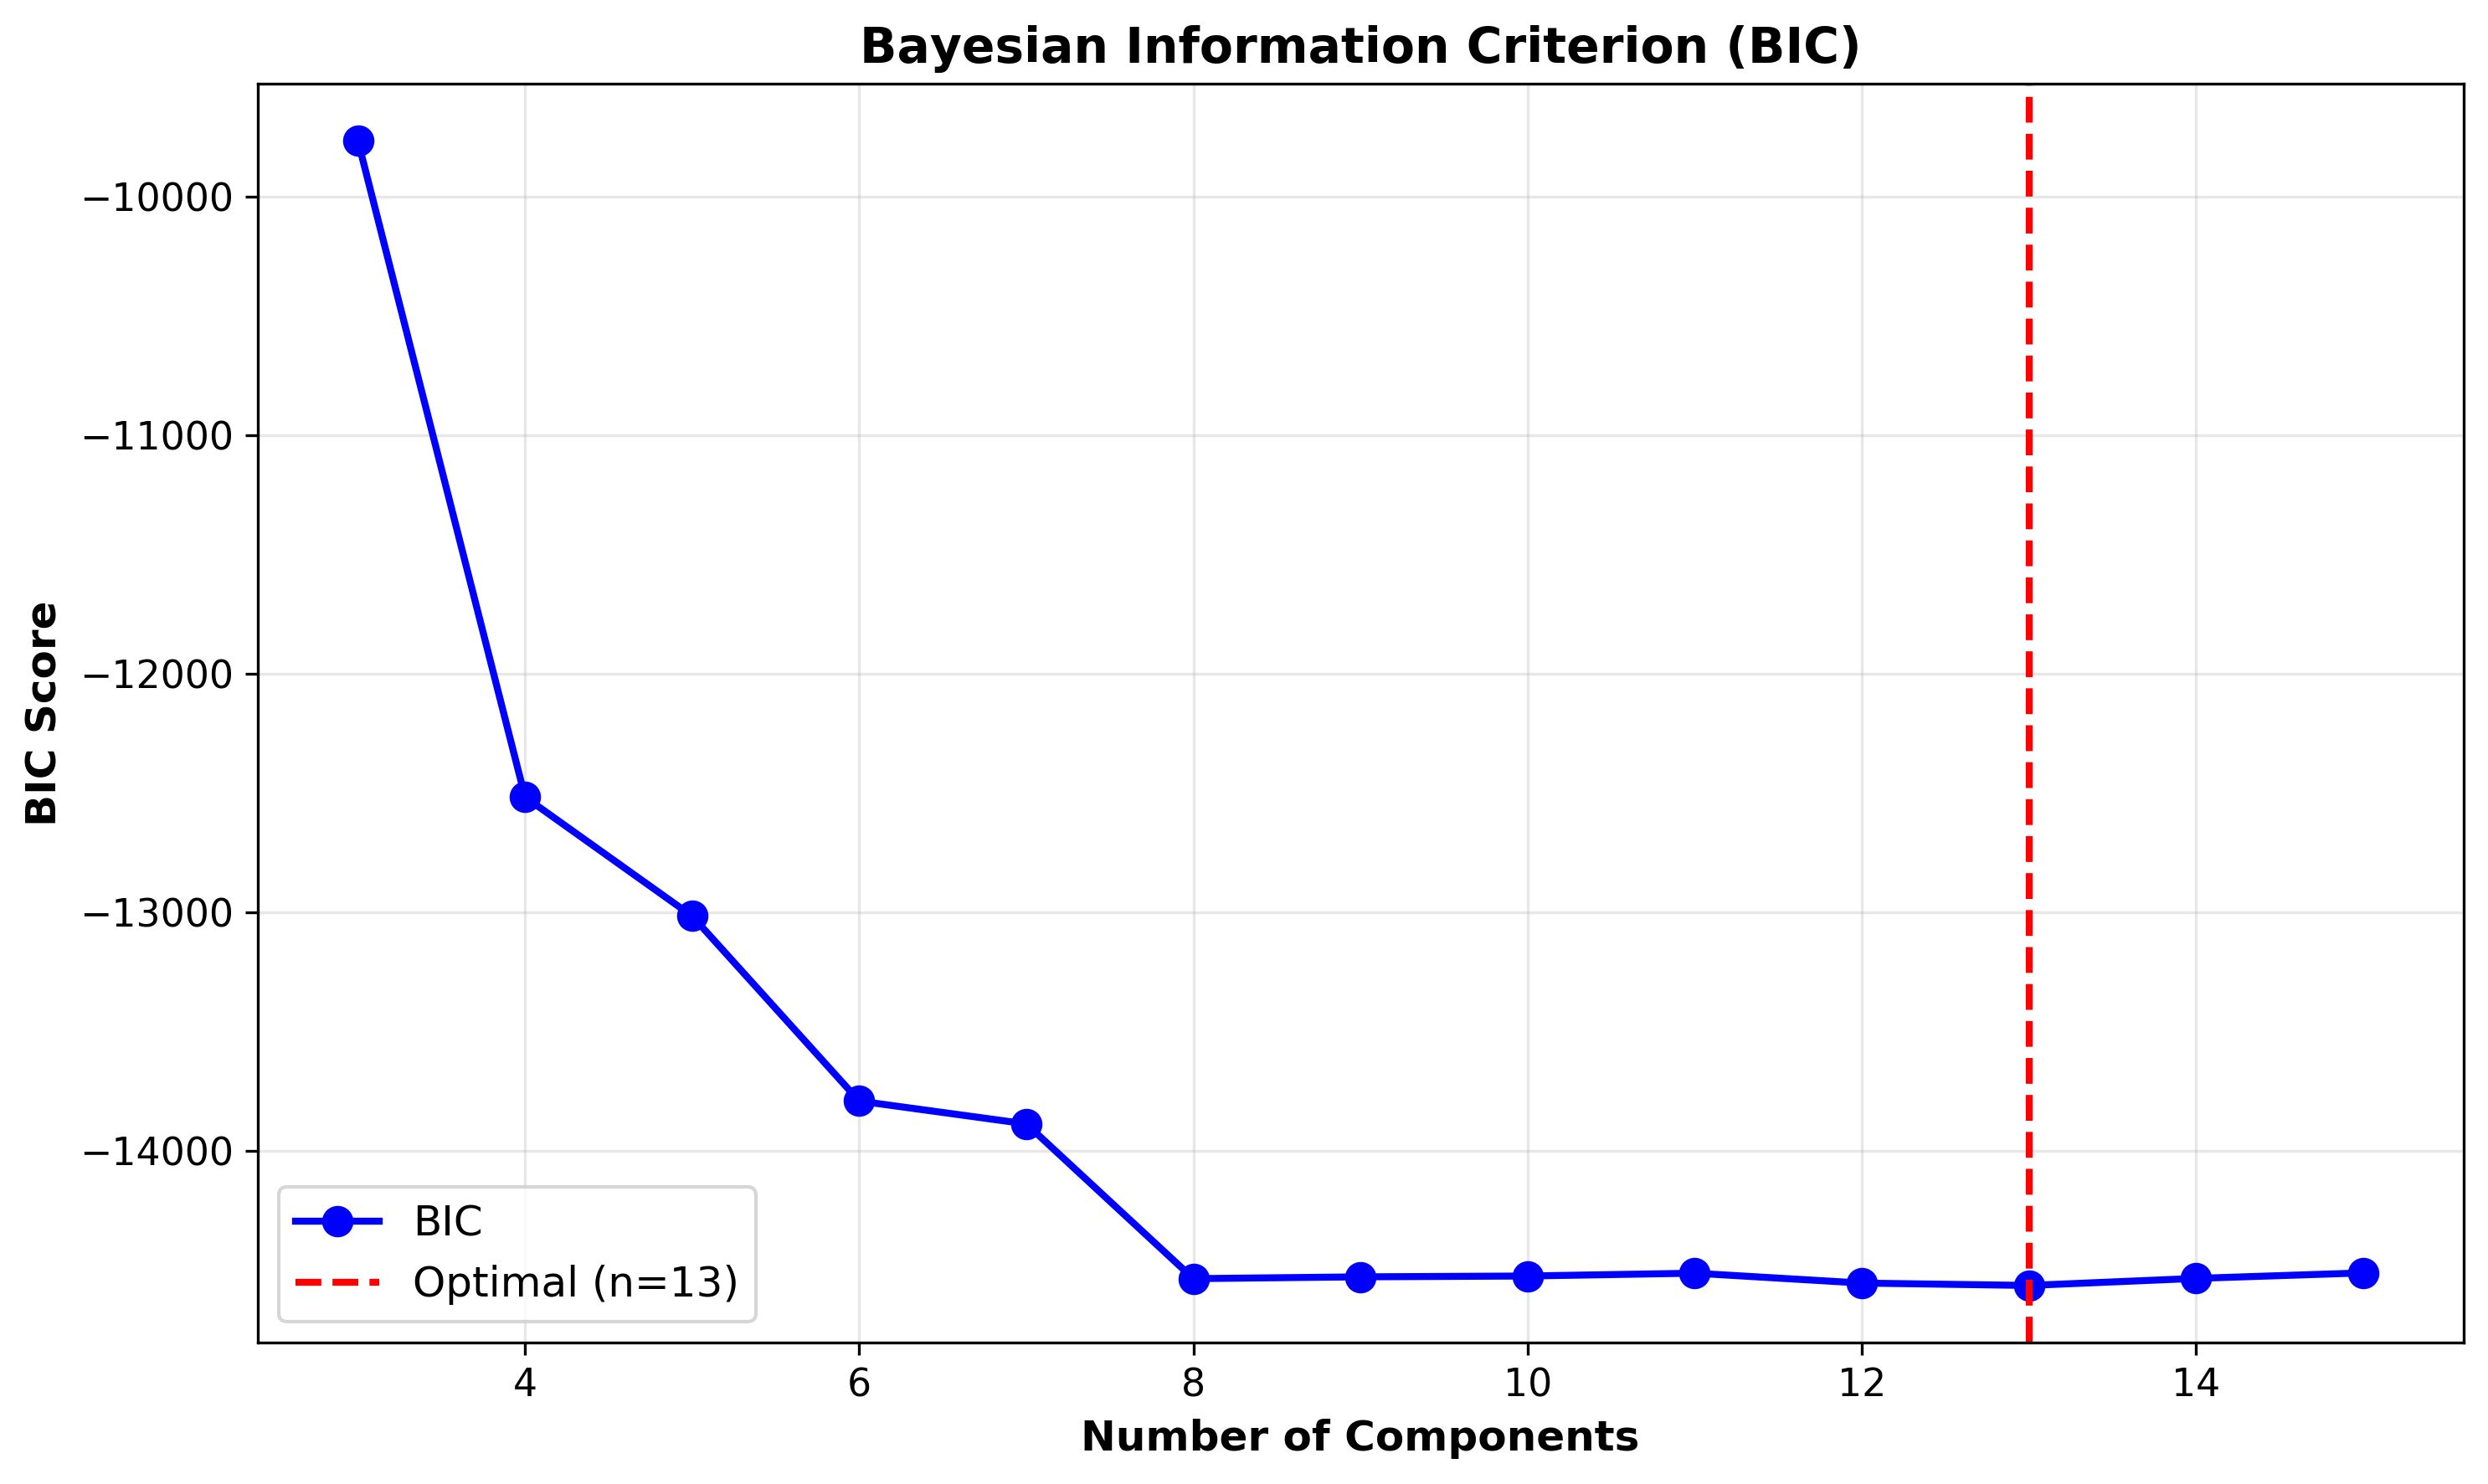 Bayesian Information Criterion (BIC)
−10000
−11000
−12000
−13000
−14000
BIC Score
BIC
Optimal (n=13)
4 6 8 10 12 14
Number of Components